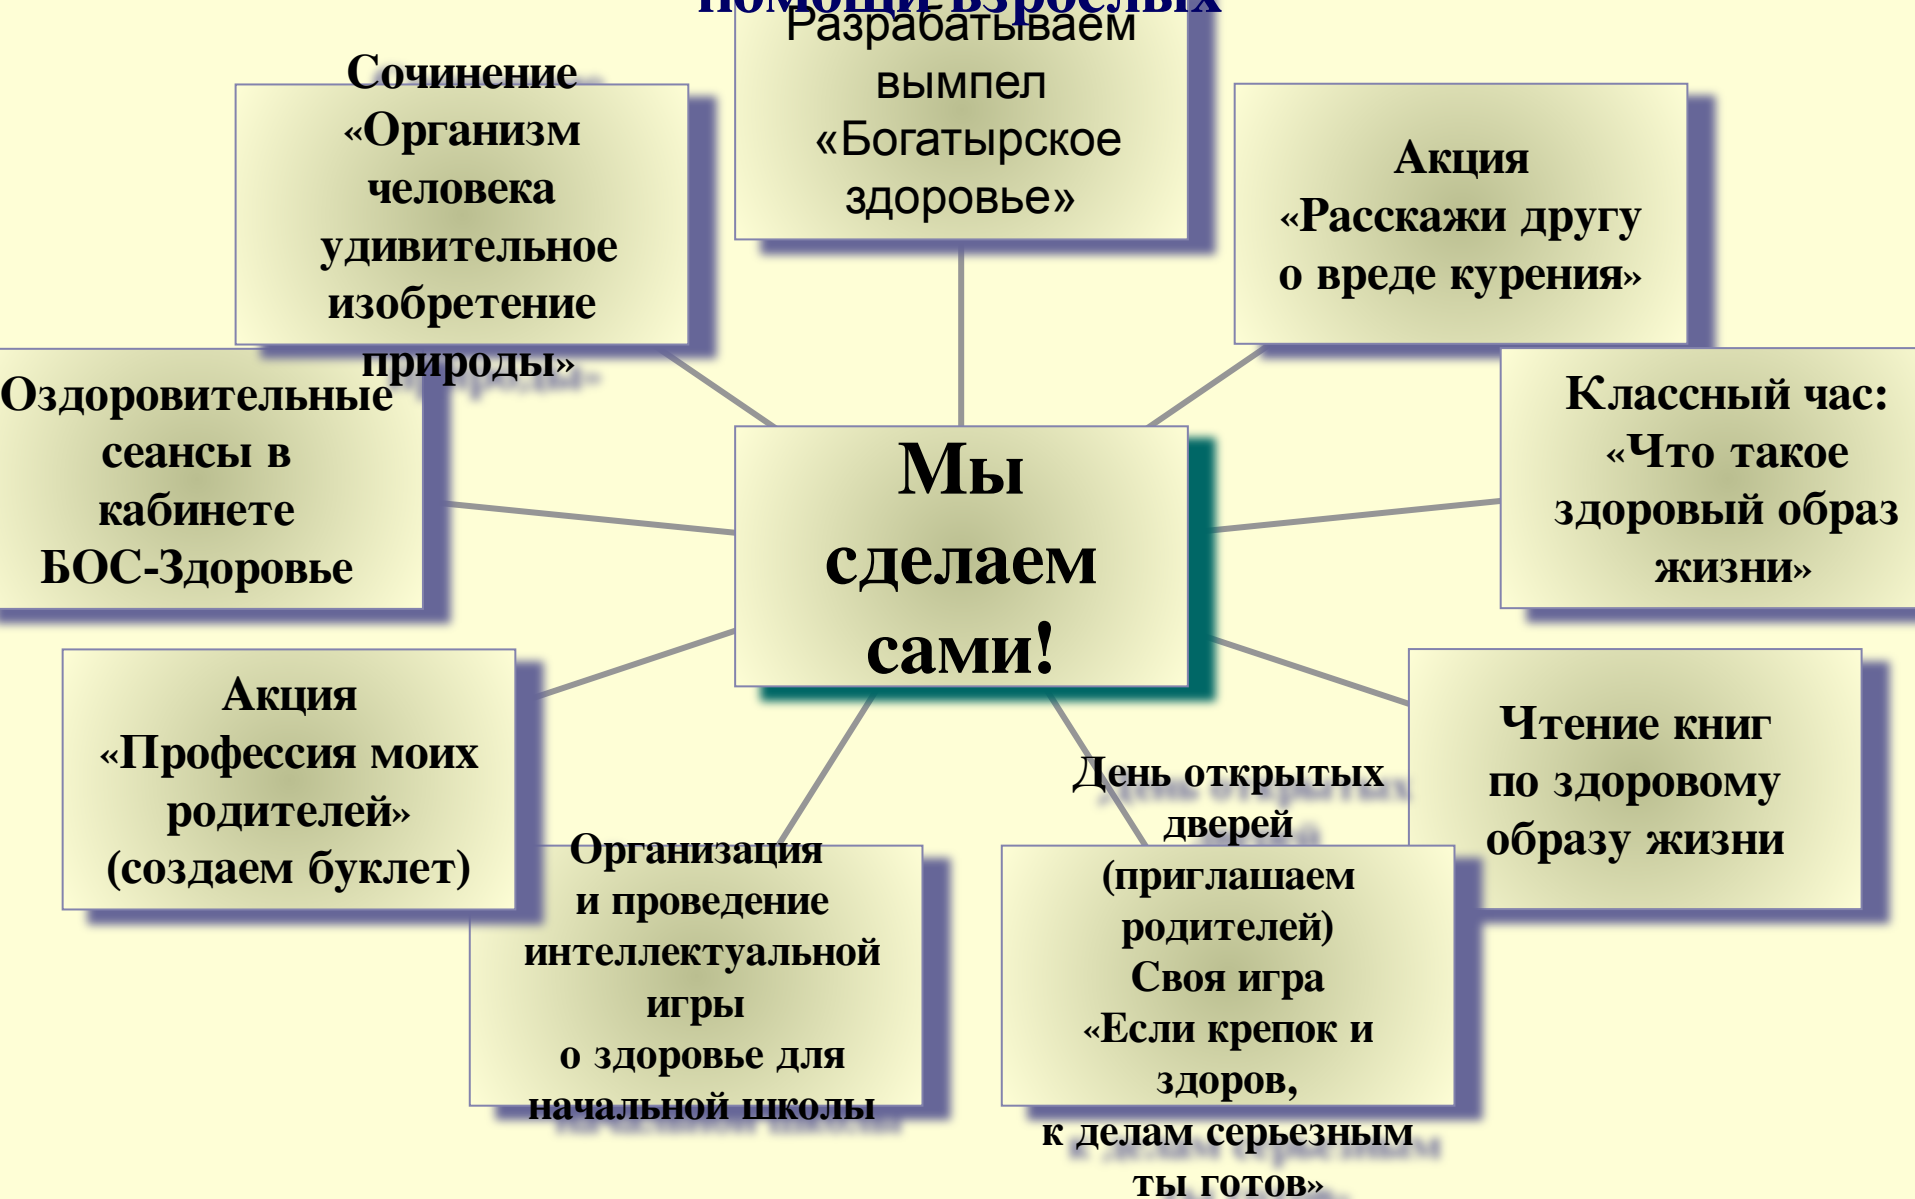 помощи взрослых
Разрабатываем
вымпел
«Богатырское
здоровье»
Сочинение
«Организм
человека
удивительное
изобретение
природы»
Акция
«Расскажи другу
о вреде курения»
Оздоровительные
сеансы в
кабинете
БОС-Здоровье
Мы
сделаем
сами!
Классный час:
«Что такое
здоровый образ
жизни»
Акция
«Профессия моих
родителей»
(создаем буклет)
Чтение книг
по здоровому
образу жизни
Организация
и проведение
интеллектуальной
игры
о здоровье для
начальной школы
День открытых
дверей
(приглашаем
родителей)
Своя игра
«Если крепок и
здоров,
к делам серьезным
ты готов»